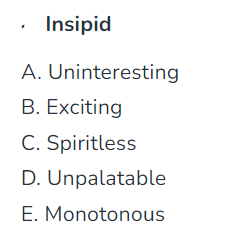 Insipid
A. Uninteresting
B. Exciting
C. Spiritless
D. Unpalatable
E. Monotonous